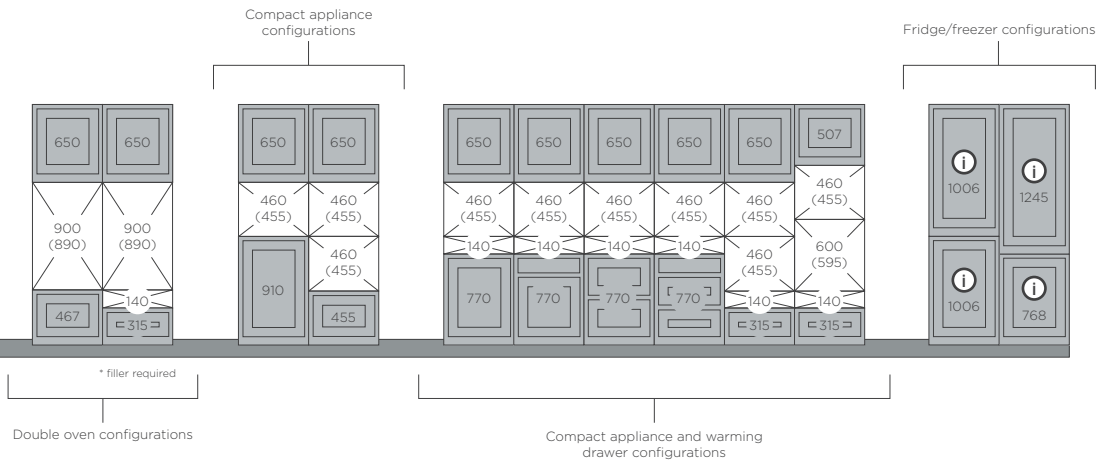 Compact appliance
configurations
Fridge/freezer configurations
650 650
900
(890)
900
(890)
467
140
315
* filler required
Double oven configurations
650 650
460
(455)
460
(455)
910
460
(455)
455
650 650 650 650 650 507
460
(455)
460
(455)
460
(455)
460
(455)
460
(455)
460
(455)
140 140 140 140
460
(455)
600
(595)
770 770 770 770
140 140
315 315
Compact appliance and warming
drawer configurations
i
1006
i
1245
i
1006
i
768